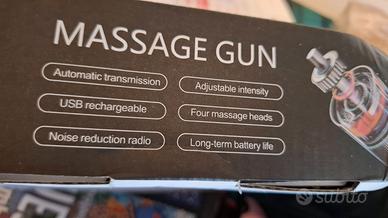 MASSAGE GUN
Automatic transmission
Adjustable intensity
USB rechargeable
Four massage heads
Noise reduction radio
Long-term battery life
subito